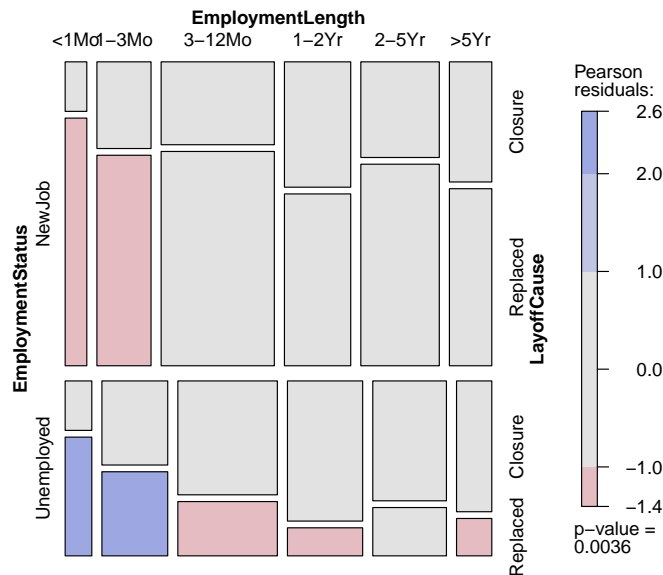 EmploymentLength
<1Mo 1−3Mo 3−12Mo 1−2Yr 2−5Yr >5Yr
EmploymentStatus
NewJob
Unemployed
Closure
Replaced
LayoffCause
Closure
Replaced
Pearson
residuals:
2.6
2.0
1.0
0.0
−1.0
−1.4
p−value =
0.0036